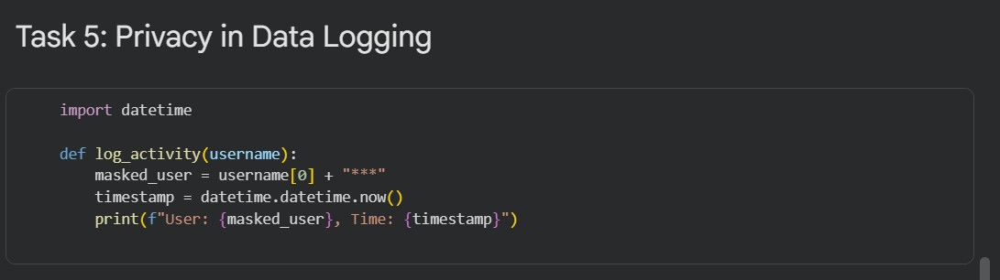 Task 5: Privacy in Data Logging
import datetime
def log_activity(username):
masked_user = username[0] + "***"
timestamp = datetime.datetime.now()
print(f"User: {masked_user}, Time: {timestamp}")